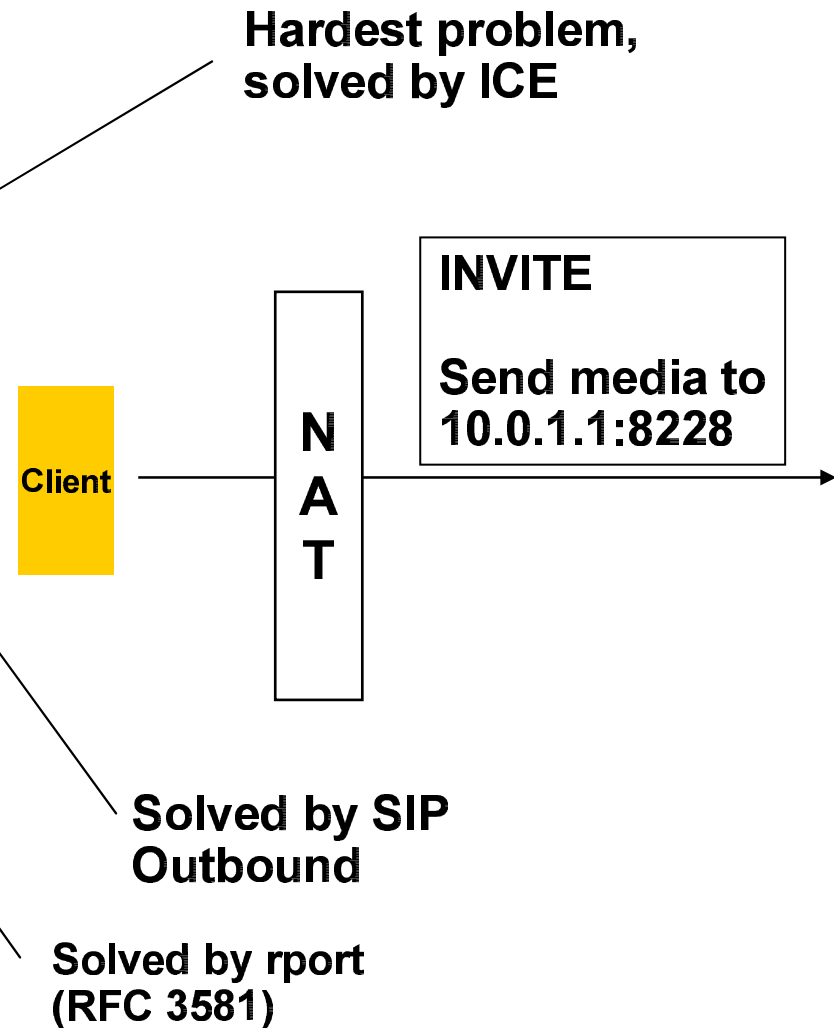 Hardest problem,
solved by ICE
INVITE
Send media to
10.0.1.1:8228
Client
N
A
T
Solved by SIP
Outbound
Solved by rport
(RFC 3581)